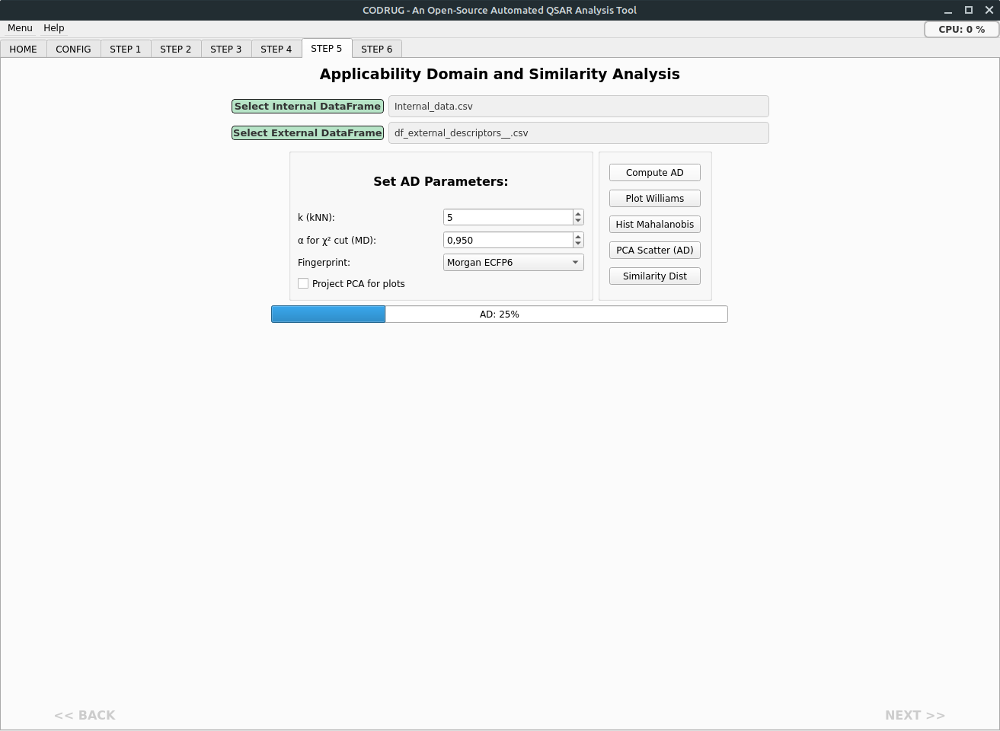 CODRUG - An Open-Source Automated QSAR Analysis Tool
Menu Help
CPU: 0 %
HOME CONFIG STEP 1 STEP 2 STEP 3 STEP 4 STEP 5 STEP 6
Applicability Domain and Similarity Analysis
Select Internal DataFrame Internal_data.csv
Select External DataFrame df_external_descriptors__.csv
Set AD Parameters:
k (kNN): 5
α for χ² cut (MD): 0,950
Fingerprint: Morgan ECFP6
Project PCA for plots
Compute AD
Plot Williams
Hist Mahalanobis
PCA Scatter (AD)
Similarity Dist
AD: 25%
<< BACK NEXT >>